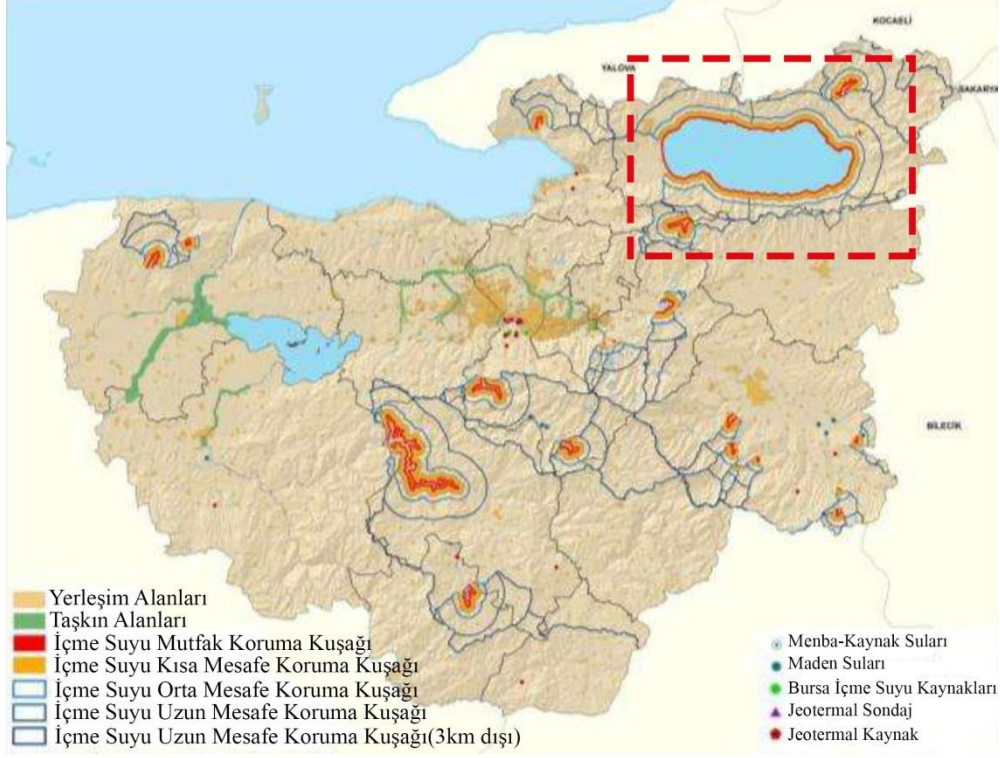 KOCAELİ
YALOVA
SAKARYA
BİLECİK
Yerleşim Alanları
Taşkın Alanları
İçme Suyu Mutfak Koruma Kuşağı
İçme Suyu Kısa Mesafe Koruma Kuşağı
İçme Suyu Orta Mesafe Koruma Kuşağı
İçme Suyu Uzun Mesafe Koruma Kuşağı
İçme Suyu Uzun Mesafe Koruma Kuşağı(3km dışı)
Menba-Kaynak Suları
Maden Suları
Bursa İçme Suyu Kaynakları
Jeotermal Sondaj
Jeotermal Kaynak